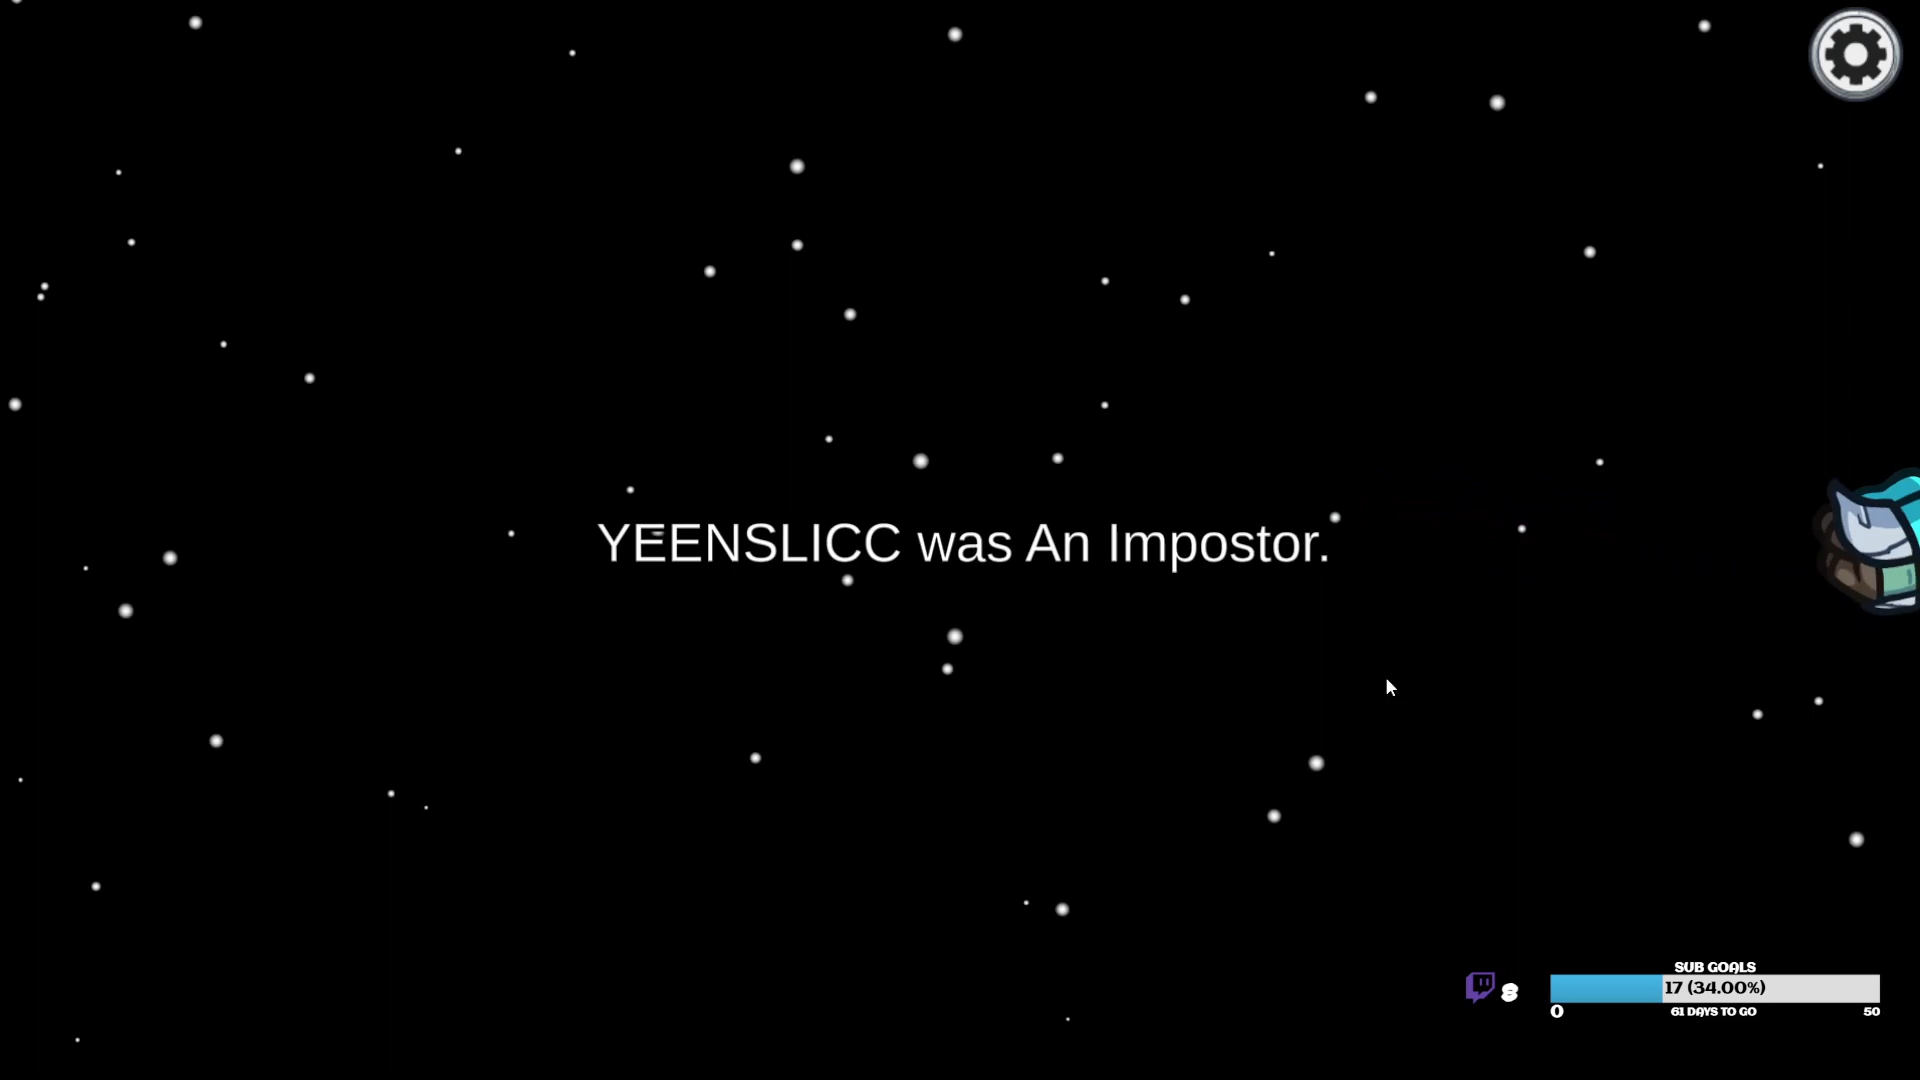 YEENSLICC was An Impostor.
SUB GOALS
8
17 (34.00%)
0
61 DAYS TO GO
50